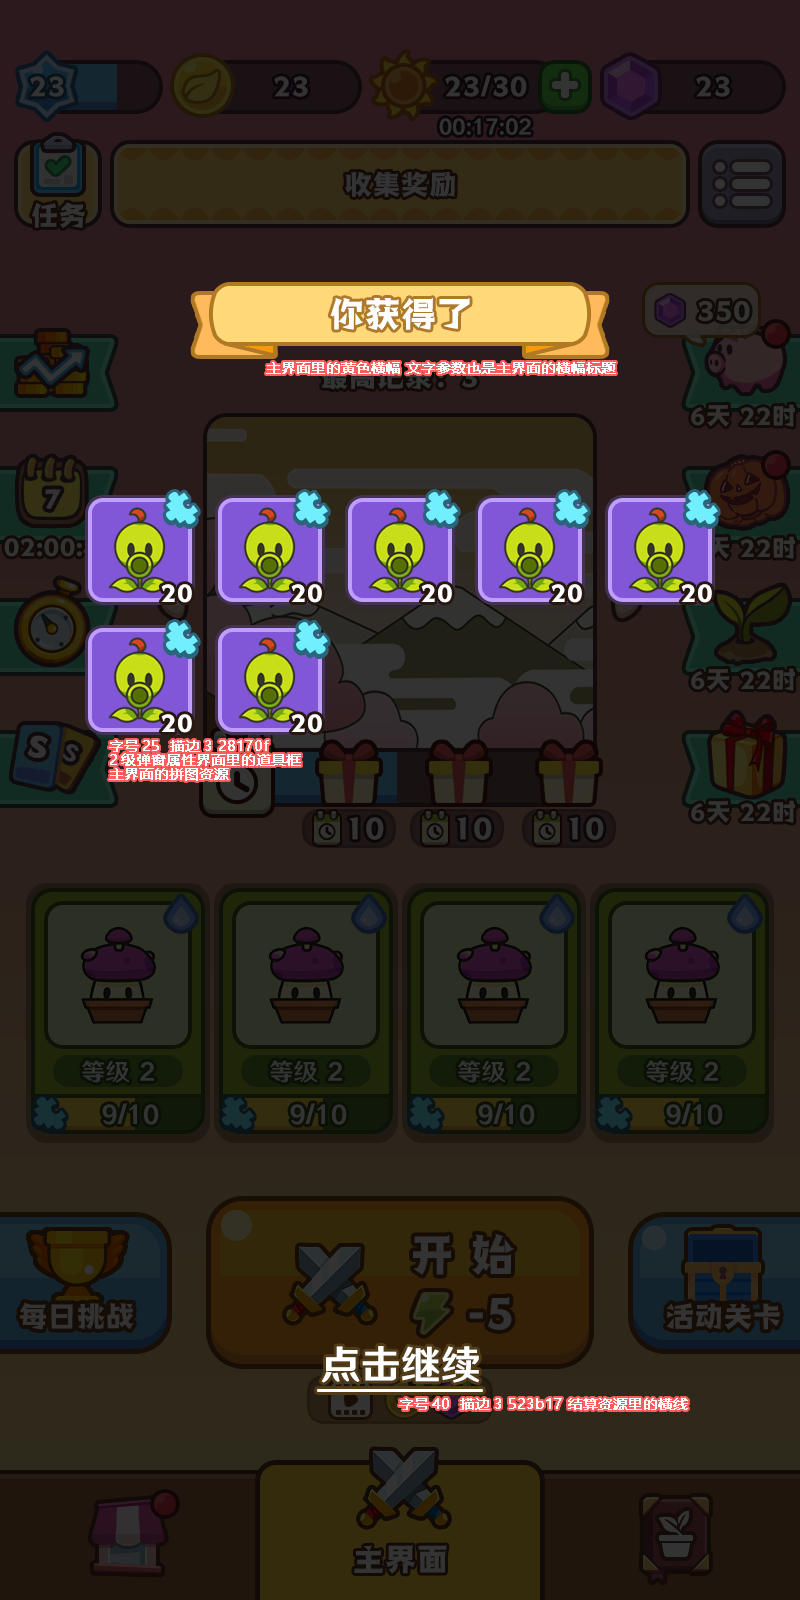 23
23
23/30
23
00:17:02
任务
收集奖励
你获得了
350
主界面里的黄色横幅 文字参数也是主界面的横幅标题
最高记录：3
6天 22时
7
02:00:
天 22时
20
20
20
20
20
6天 22时
20
20
S
S
字号25 描边3 28170f
2级弹窗属性界面里的道具框
主界面的拼图资源
6天 22时
10
10
10
等级 2
等级 2
等级 2
等级 2
9/10
9/10
9/10
9/10
开 始
-5
每日挑战
活动关卡
点击继续
字号40 描边3 523b17 结算资源里的横线
主界面